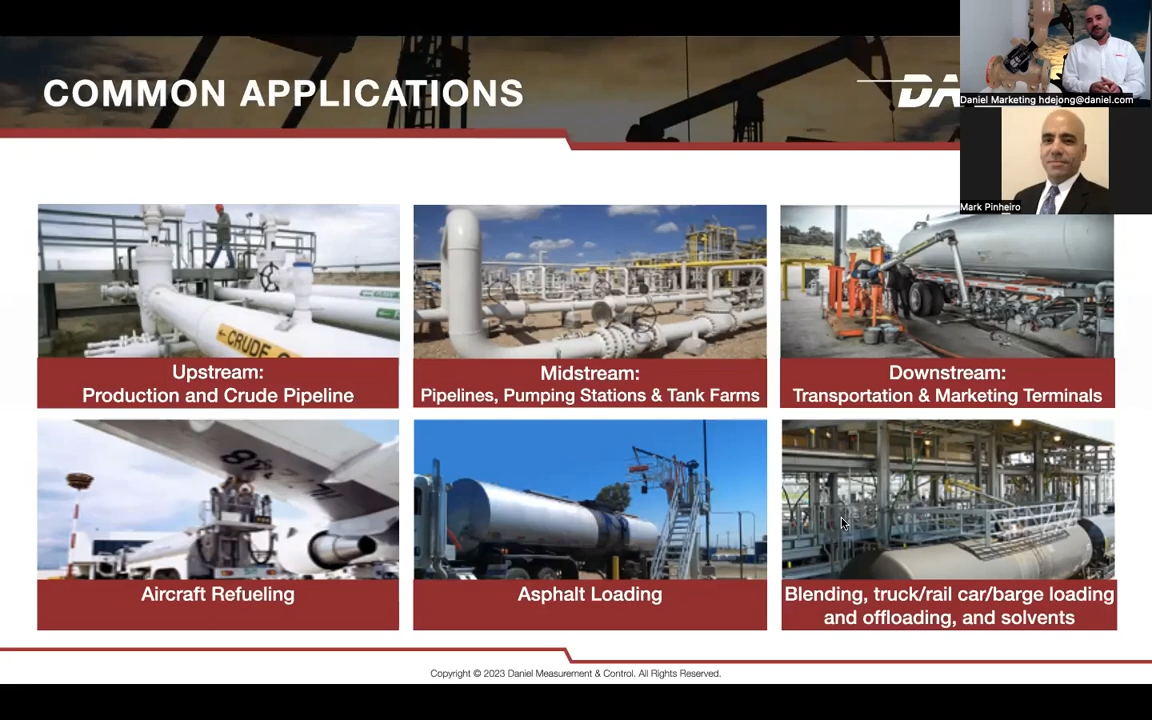 COMMON APPLICATIONS
DA
Daniel Marketing hdejong@daniel.com
Mark Pinheiro
CRUDE O
Upstream:
Production and Crude Pipeline
Midstream:
Pipelines, Pumping Stations & Tank Farms
Downstream:
Transportation & Marketing Terminals
Aircraft Refueling
Asphalt Loading
Blending, truck/rail car/barge loading
and offloading, and solvents
Copyright © 2023 Daniel Measurement & Control. All Rights Reserved.